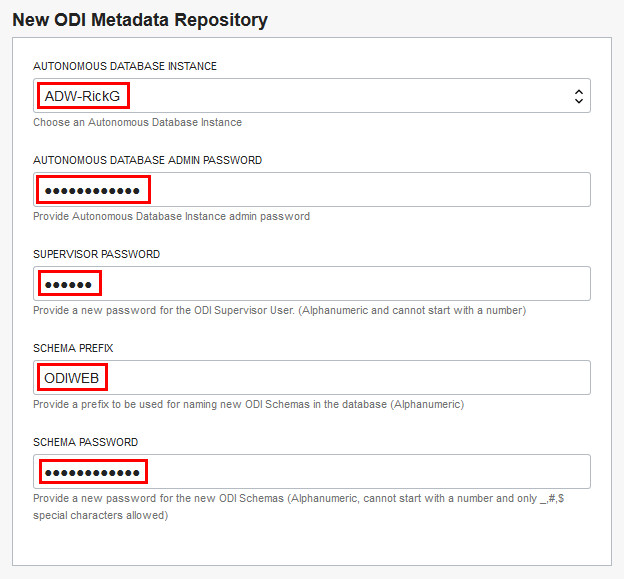 New ODI Metadata Repository
AUTONOMOUS DATABASE INSTANCE
ADW-RickG
Choose an Autonomous Database Instance
AUTONOMOUS DATABASE ADMIN PASSWORD
●●●●●●●●●●●●
Provide Autonomous Database Instance admin password
SUPERVISOR PASSWORD
●●●●●●
Provide a new password for the ODI Supervisor User. (Alphanumeric and cannot start with a number)
SCHEMA PREFIX
ODIWEB
Provide a prefix to be used for naming new ODI Schemas in the database (Alphanumeric)
SCHEMA PASSWORD
●●●●●●●●●●●●
Provide a new password for the new ODI Schemas (Alphanumeric, cannot start with a number and only _,#,$
special characters allowed)